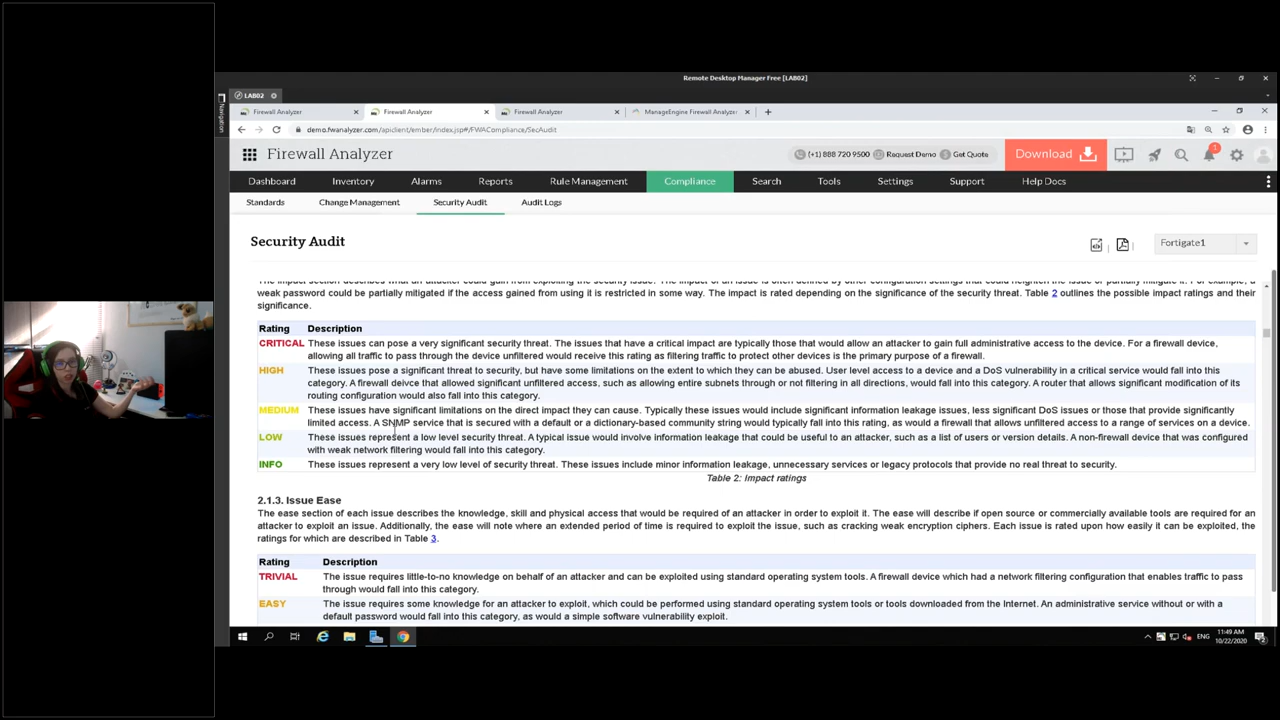 Remote Desktop Manager Free [LAB02]
LAB02
Navigation
Firewall Analyzer
Firewall Analyzer
Firewall Analyzer
ManageEngine Firewall Analyzer
demo.fwanalyzer.com/apiclient/ember/index.jsp#/FWACompliance/SecAudit
Firewall Analyzer
(+1) 888 720 9500
Request Demo
Get Quote
Download
1
Dashboard
Inventory
Alarms
Reports
Rule Management
Compliance
Search
Tools
Settings
Support
Help Docs
Standards
Change Management
Security Audit
Audit Logs
Security Audit
Fortigate1
weak password could be partially mitigated if the access gained from using it is restricted in some way. The impact is rated depending on the significance of the security threat. Table 2 outlines the possible impact ratings and their
significance.
Rating Description
CRITICAL These issues can pose a very significant security threat. The issues that have a critical impact are typically those that would allow an attacker to gain full administrative access to the device. For a firewall device,
allowing all traffic to pass through the device unfiltered would receive this rating as filtering traffic to protect other devices is the primary purpose of a firewall.
HIGH These issues pose a significant threat to security, but have some limitations on the extent to which they can be abused. User level access to a device and a DoS vulnerability in a critical service would fall into this
category. A firewall deivce that allowed significant unfiltered access, such as allowing entire subnets through or not filtering in all directions, would fall into this category. A router that allows significant modification of its
routing configuration would also fall into this category.
MEDIUM These issues have significant limitations on the direct impact they can cause. Typically these issues would include significant information leakage issues, less significant DoS issues or those that provide significantly
limited access. A SNMP service that is secured with a default or a dictionary-based community string would typically fall into this rating, as would a firewall that allows unfiltered access to a range of services on a device.
LOW These issues represent a low level security threat. A typical issue would involve information leakage that could be useful to an attacker, such as a list of users or version details. A non-firewall device that was configured
with weak network filtering would fall into this category.
INFO These issues represent a very low level of security threat. These issues include minor information leakage, unnecessary services or legacy protocols that provide no real threat to security.
Table 2: Impact ratings
2.1.3. Issue Ease
The ease section of each issue describes the knowledge, skill and physical access that would be required of an attacker in order to exploit it. The ease will describe if open source or commercially available tools are required for an
attacker to exploit an issue. Additionally, the ease will note where an extended period of time is required to exploit the issue, such as cracking weak encryption ciphers. Each issue is rated upon how easily it can be exploited, the
ratings for which are described in Table 3.
Rating Description
TRIVIAL The issue requires little-to-no knowledge on behalf of an attacker and can be exploited using standard operating system tools. A firewall device which had a network filtering configuration that enables traffic to pass
through would fall into this category.
EASY The issue requires some knowledge for an attacker to exploit, which could be performed using standard operating system tools or tools downloaded from the Internet. An administrative service without or with a
default password would fall into this category, as would a simple software vulnerability exploit.
ENG
11:49 AM
10/22/2020